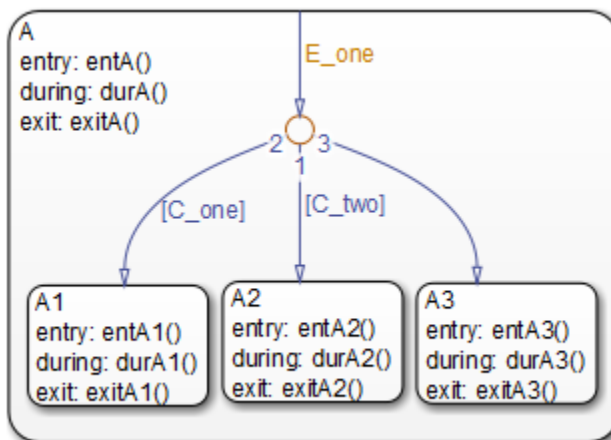 A
entry: entA()
during: durA()
exit: exitA()
E_one
2
1
3
[C_one]
[C_two]
A1
entry: entA1()
during: durA1()
exit: exitA1()
A2
entry: entA2()
during: durA2()
exit: exitA2()
A3
entry: entA3()
during: durA3()
exit: exitA3()